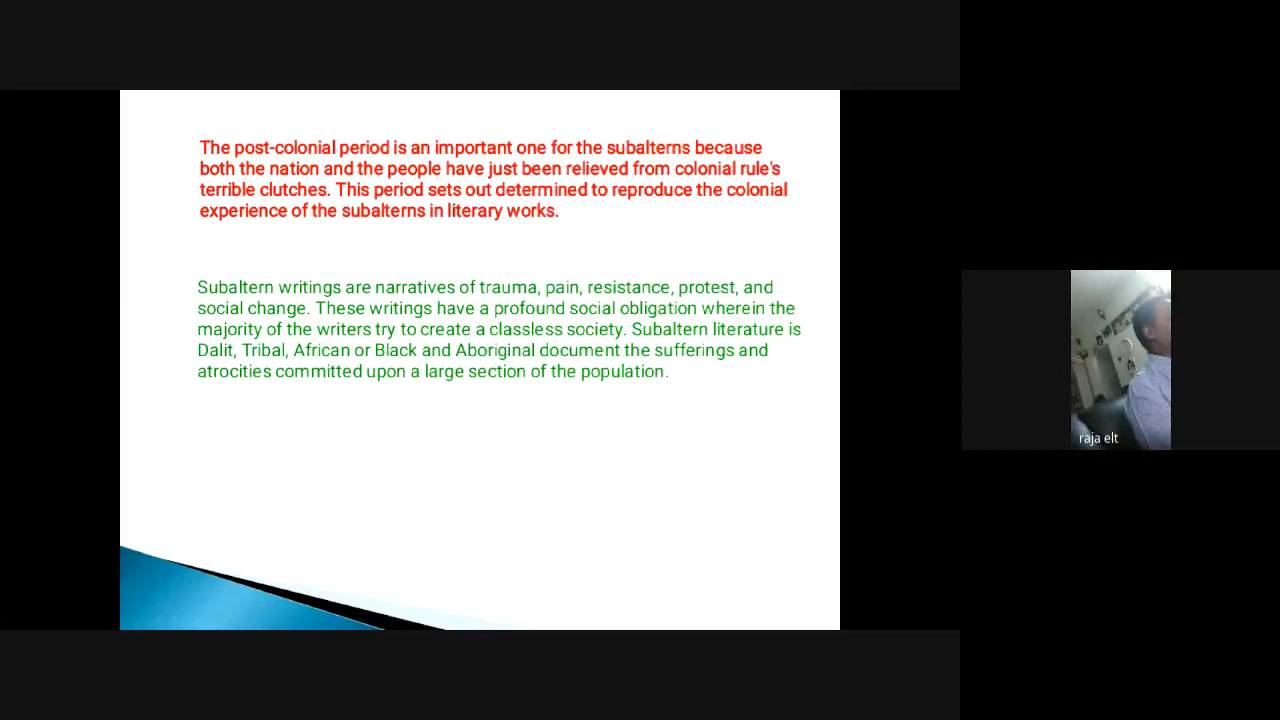 The post-colonial period is an important one for the subalterns because
both the nation and the people have just been relieved from colonial rule's
terrible clutches. This period sets out determined to reproduce the colonial
experience of the subalterns in literary works.
Subaltern writings are narratives of trauma, pain, resistance, protest, and
social change. These writings have a profound social obligation wherein the
majority of the writers try to create a classless society. Subaltern literature is
Dalit, Tribal, African or Black and Aboriginal document the sufferings and
atrocities committed upon a large section of the population.
raja elt